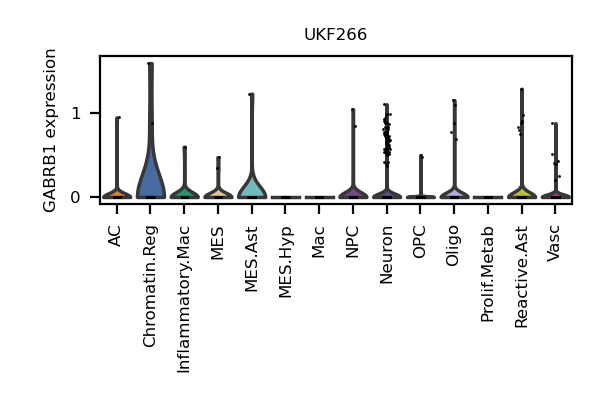 UKF266
GABRB1 expression
1
0
AC
Chromatin.Reg
Inflammatory.Mac
MES
MES.Ast
MES.Hyp
Mac
NPC
Neuron
OPC
Oligo
Prolif.Metab
Reactive.Ast
Vasc